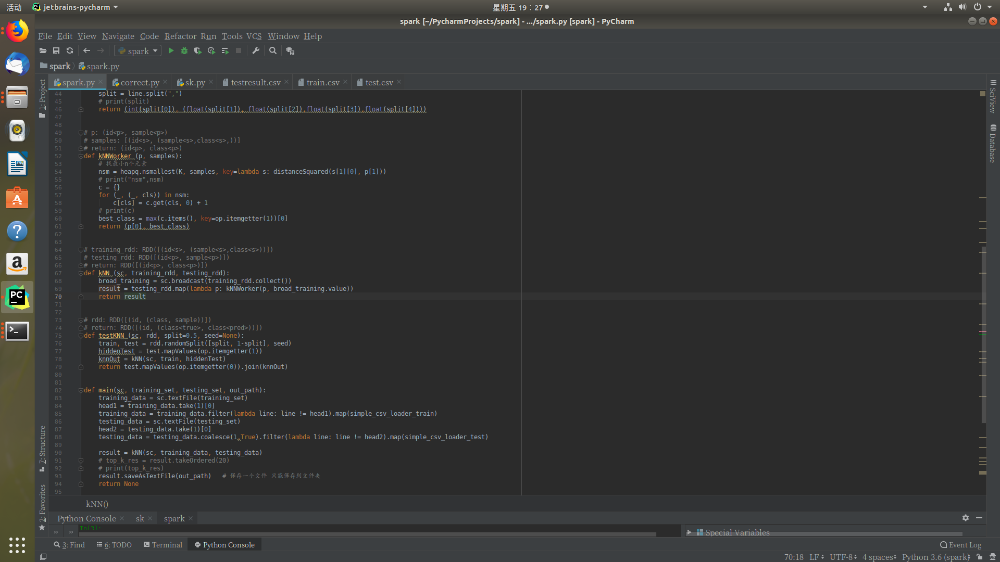 活动 jetbrains-pycharm 星期五 19：27
spark [~/PycharmProjects/spark] - .../spark.py [spark] - PyCharm
File Edit View Navigate Code Refactor Run Tools VCS Window Help
spark
spark spark.py
spark.py correct.py sk.py testresult.csv train.csv test.csv
1: Project
7: Structure
2: Favorites
SciView
Database
44 split = line.split(",")
45 # print(split)
46 return (int(split[0]), (float(split[1]), float(split[2]),float(split[3]),float(split[4])))
47
48
49 # p: (id<p>, sample<p>)
50 # samples: [(id<s>, (sample<s>,class<s>,))]
51 # return: (id<p>, class<p>)
52 def kNNWorker (p, samples):
53 # 找最小n个元素
54 nsm = heapq.nsmallest(K, samples, key=lambda s: distanceSquared(s[1][0], p[1]))
55 # print("nsm",nsm)
56 c = {}
57 for (_, (_, cls)) in nsm:
58 c[cls] = c.get(cls, 0) + 1
59 # print(c)
60 best_class = max(c.items(), key=op.itemgetter(1))[0]
61 return (p[0], best_class)
62
63
64 # training_rdd: RDD([(id<s>, (sample<s>,class<s>))])
65 # testing_rdd: RDD([(id<p>, sample<p>)])
66 # return: RDD([(id<p>, class<p>)])
67 def kNN (sc, training_rdd, testing_rdd):
68 broad_training = sc.broadcast(training_rdd.collect())
69 result = testing_rdd.map(lambda p: kNNWorker(p, broad_training.value))
70 return result
71
72
73 # rdd: RDD([(id, (class, sample))])
74 # return: RDD([(id, (class<true>, class<pred>))])
75 def testKNN (sc, rdd, split=0.5, seed=None):
76 train, test = rdd.randomSplit([split, 1-split], seed)
77 hiddenTest = test.mapValues(op.itemgetter(1))
78 knnOut = kNN(sc, train, hiddenTest)
79 return test.mapValues(op.itemgetter(0)).join(knnOut)
80
81
82 def main(sc, training_set, testing_set, out_path):
83 training_data = sc.textFile(training_set)
84 head1 = training_data.take(1)[0]
85 training_data = training_data.filter(lambda line: line != head1).map(simple_csv_loader_train)
86 testing_data = sc.textFile(testing_set)
87 head2 = testing_data.take(1)[0]
88 testing_data = testing_data.coalesce(1,True).filter(lambda line: line != head2).map(simple_csv_loader_test)
89
90 result = kNN(sc, training_data, testing_data)
91 # top_k_res = result.takeOrdered(20)
92 # print(top_k_res)
93 result.saveAsTextFile(out_path) # 保存一个文件 只能保存到文件夹
94 return None
95
kNN()
Python Console sk spark
In[3]:
Special Variables
3: Find 6: TODO Terminal Python Console Event Log
70:18 LF UTF-8 4 spaces Python 3.6 (spark)